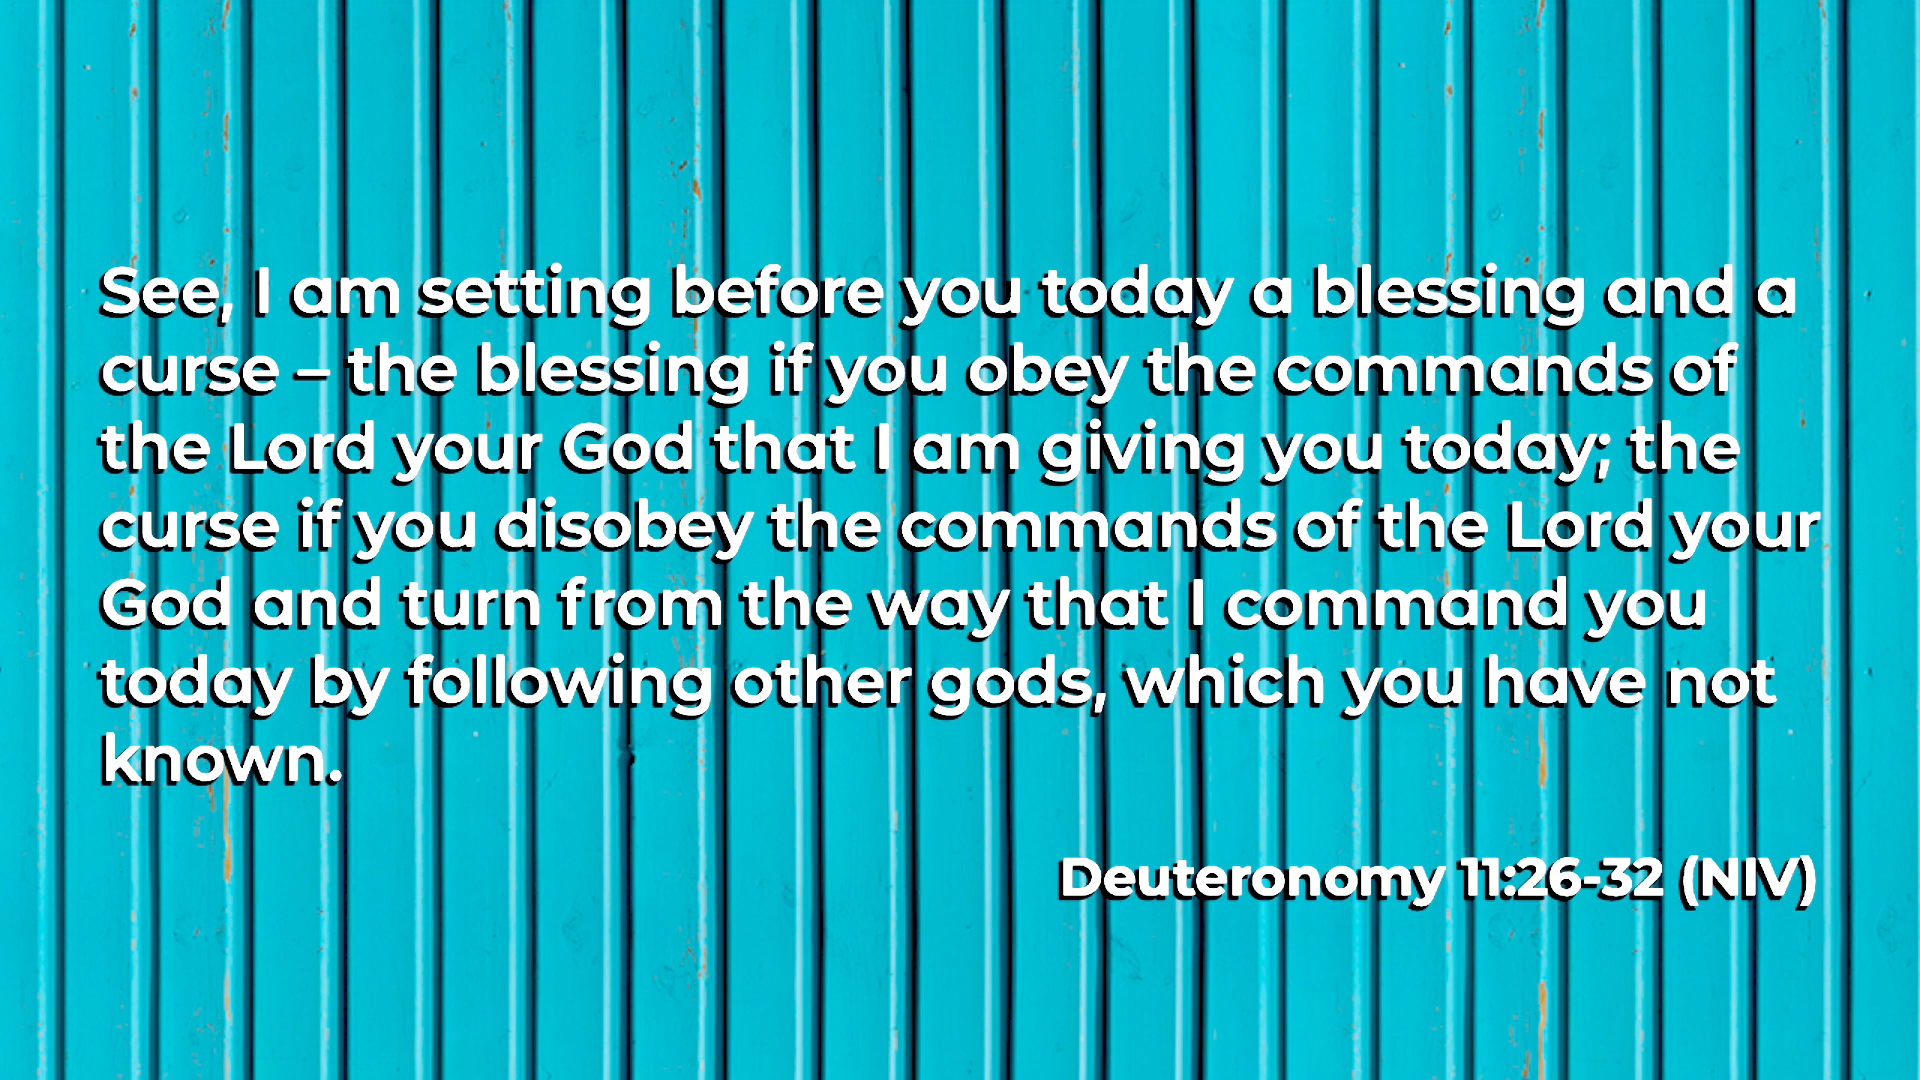 See, I am setting before you today a blessing and a
curse – the blessing if you obey the commands of
the Lord your God that I am giving you today; the
curse if you disobey the commands of the Lord your
God and turn from the way that I command you
today by following other gods, which you have not
known.
Deuteronomy 11:26-32 (NIV)